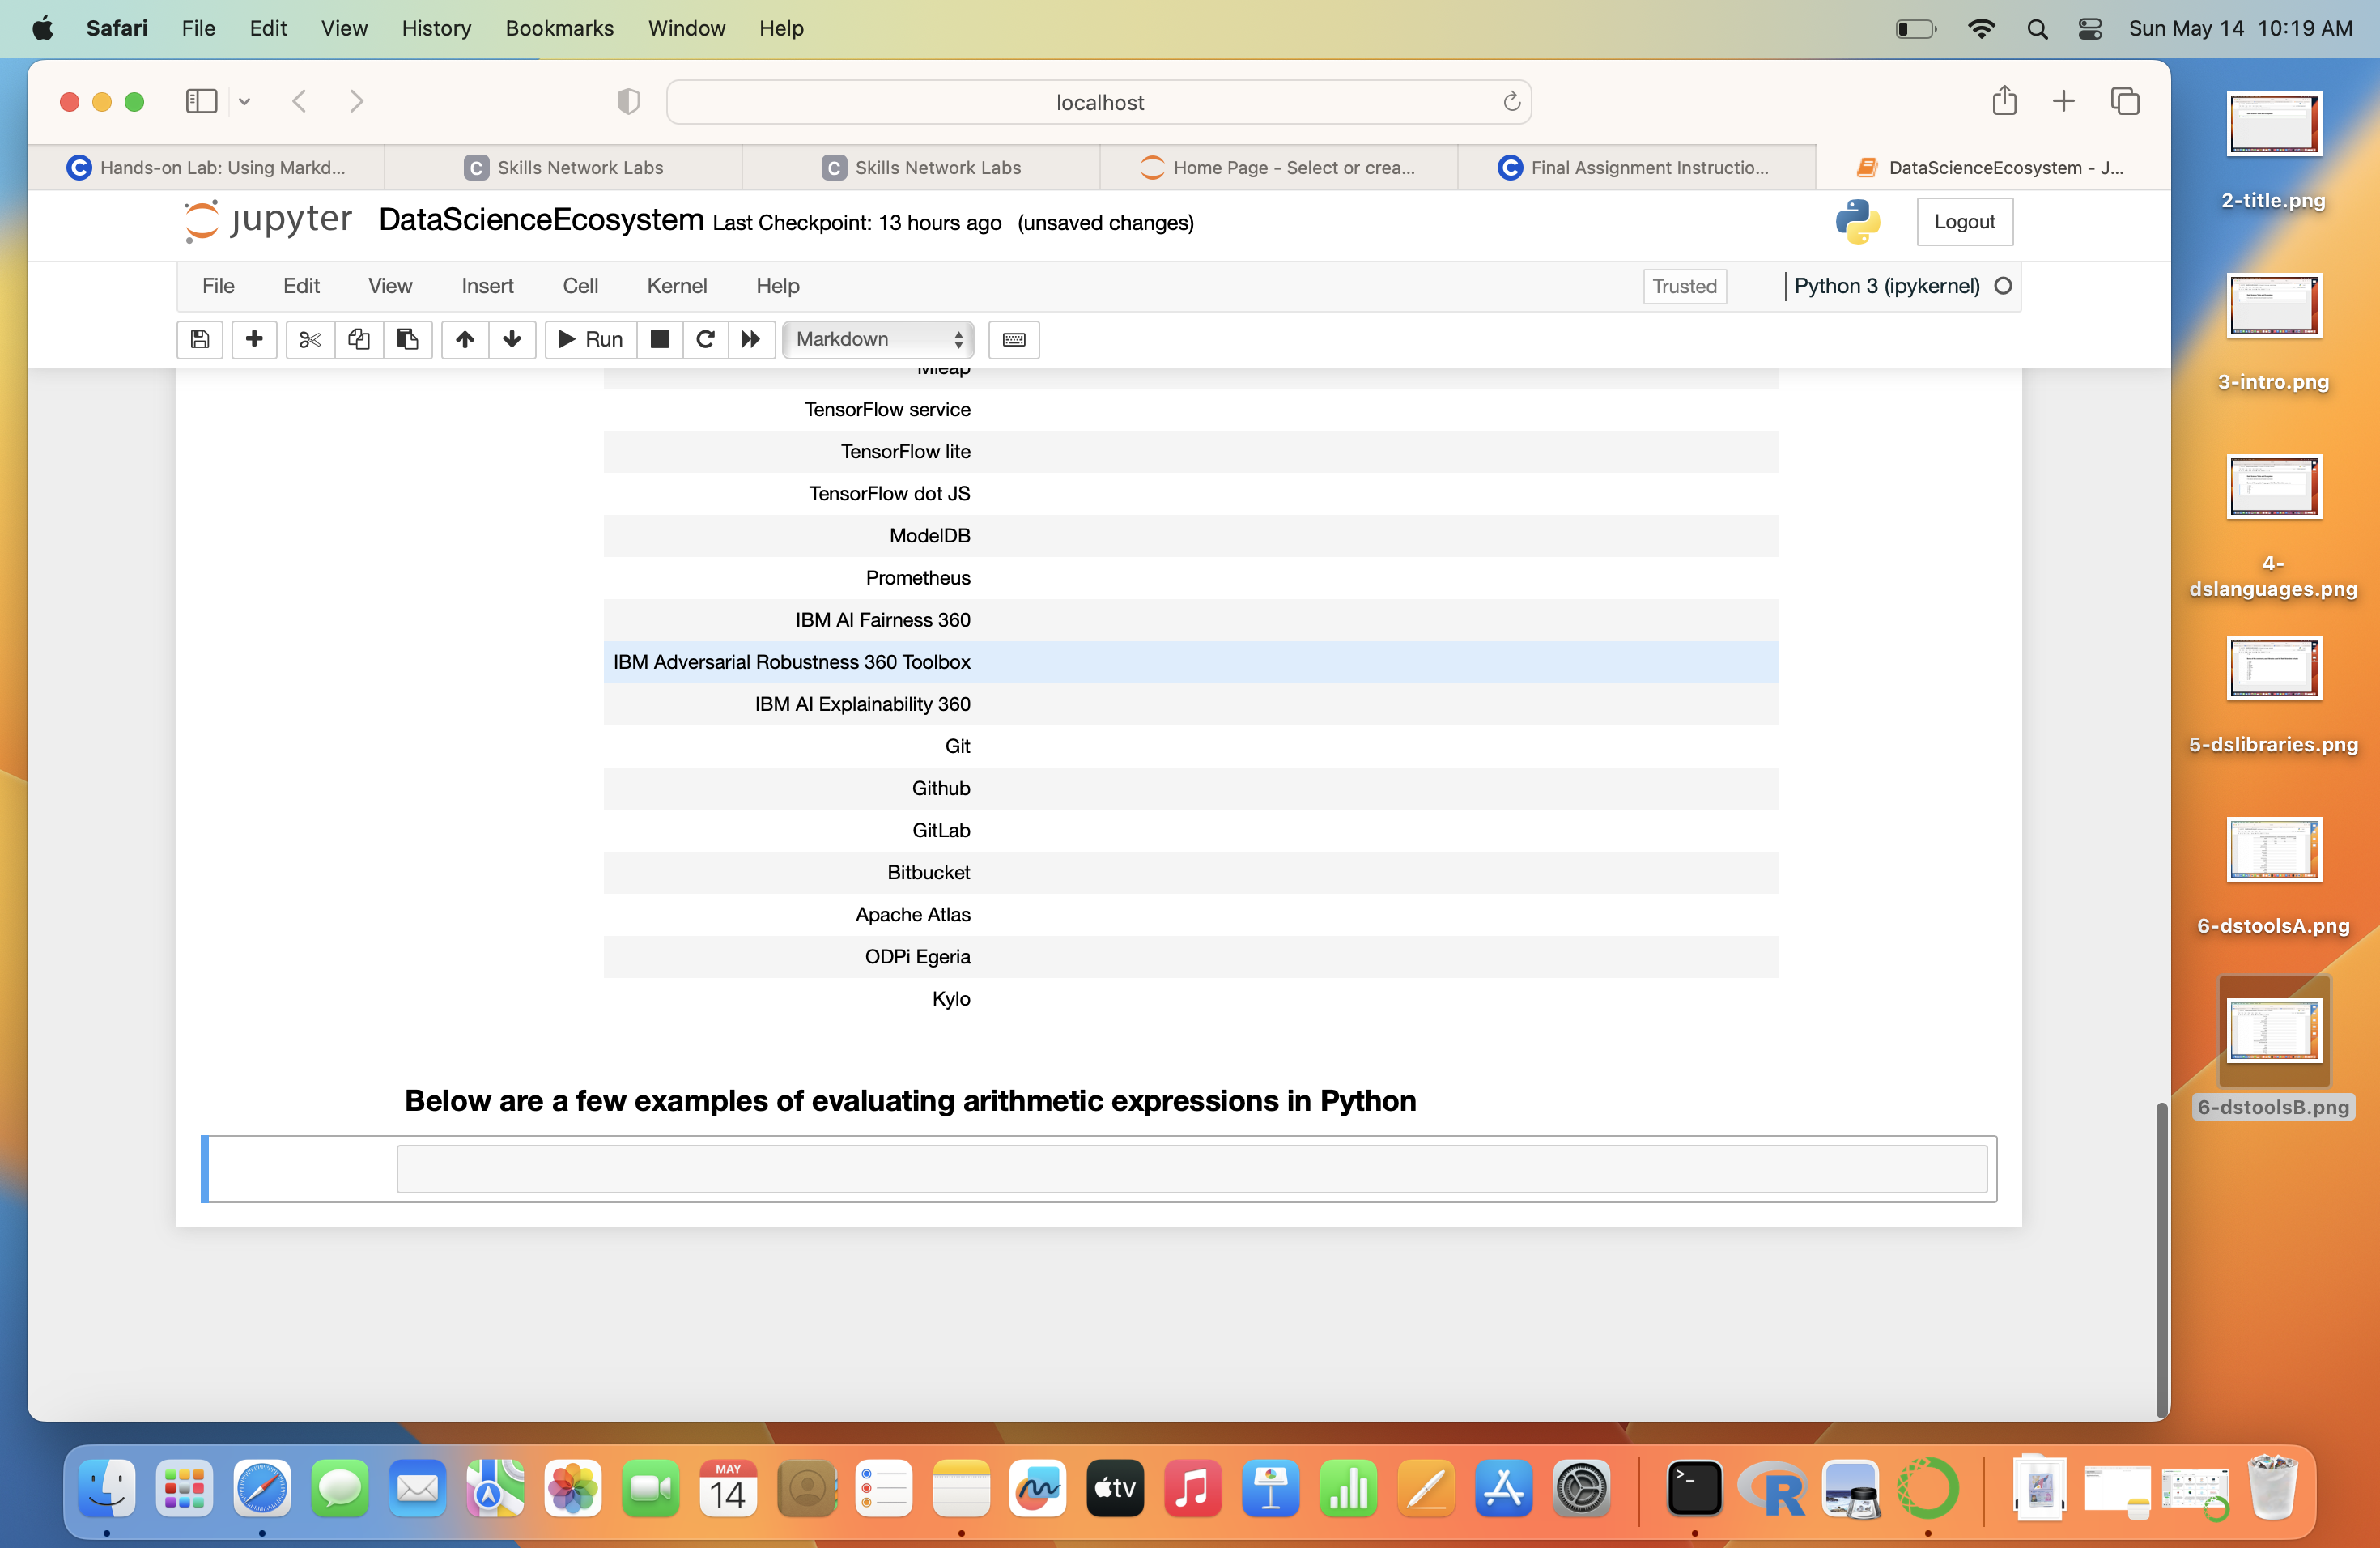 Safari File Edit View History Bookmarks Window Help Sun May 14 10:19 AM
localhost
Hands-on Lab: Using Markd... Skills Network Labs Skills Network Labs Home Page - Select or crea... Final Assignment Instructio... DataScienceEcosystem - J...
jupyter DataScienceEcosystem Last Checkpoint: 13 hours ago (unsaved changes) Logout
File Edit View Insert Cell Kernel Help Trusted Python 3 (ipykernel)
Run Markdown
Mleap
TensorFlow service
TensorFlow lite
TensorFlow dot JS
ModelDB
Prometheus
IBM AI Fairness 360
IBM Adversarial Robustness 360 Toolbox
IBM AI Explainability 360
Git
Github
GitLab
Bitbucket
Apache Atlas
ODPi Egeria
Kylo
Below are a few examples of evaluating arithmetic expressions in Python
2-title.png
3-intro.png
4-
dslanguages.png
5-dslibraries.png
6-dstoolsA.png
6-dstoolsB.png
MAY
14
tv
R